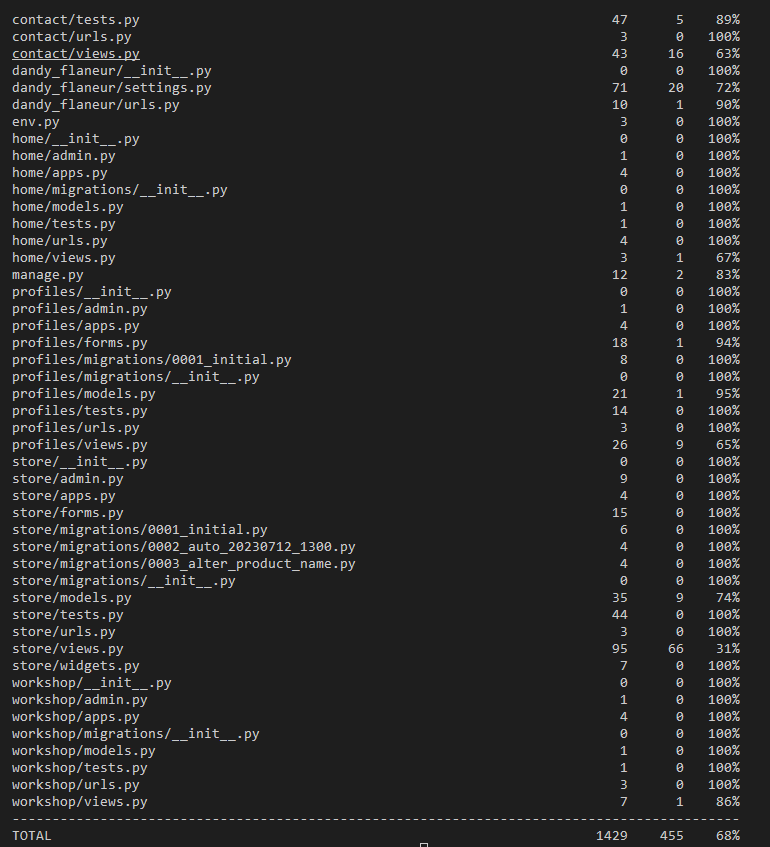 contact/tests.py 47 5 89%
contact/urls.py 3 0 100%
contact/views.py 43 16 63%
dandy_flaneur/__init__.py 0 0 100%
dandy_flaneur/settings.py 71 20 72%
dandy_flaneur/urls.py 10 1 90%
env.py 3 0 100%
home/__init__.py 0 0 100%
home/admin.py 1 0 100%
home/apps.py 4 0 100%
home/migrations/__init__.py 0 0 100%
home/models.py 1 0 100%
home/tests.py 1 0 100%
home/urls.py 4 0 100%
home/views.py 3 1 67%
manage.py 12 2 83%
profiles/__init__.py 0 0 100%
profiles/admin.py 1 0 100%
profiles/apps.py 4 0 100%
profiles/forms.py 18 1 94%
profiles/migrations/0001_initial.py 8 0 100%
profiles/migrations/__init__.py 0 0 100%
profiles/models.py 21 1 95%
profiles/tests.py 14 0 100%
profiles/urls.py 3 0 100%
profiles/views.py 26 9 65%
store/__init__.py 0 0 100%
store/admin.py 9 0 100%
store/apps.py 4 0 100%
store/forms.py 15 0 100%
store/migrations/0001_initial.py 6 0 100%
store/migrations/0002_auto_20230712_1300.py 4 0 100%
store/migrations/0003_alter_product_name.py 4 0 100%
store/migrations/__init__.py 0 0 100%
store/models.py 35 9 74%
store/tests.py 44 0 100%
store/urls.py 3 0 100%
store/views.py 95 66 31%
store/widgets.py 7 0 100%
workshop/__init__.py 0 0 100%
workshop/admin.py 1 0 100%
workshop/apps.py 4 0 100%
workshop/migrations/__init__.py 0 0 100%
workshop/models.py 1 0 100%
workshop/tests.py 1 0 100%
workshop/urls.py 3 0 100%
workshop/views.py 7 1 86%
-------------------------------------------------------------------------------------------
TOTAL 1429 455 68%